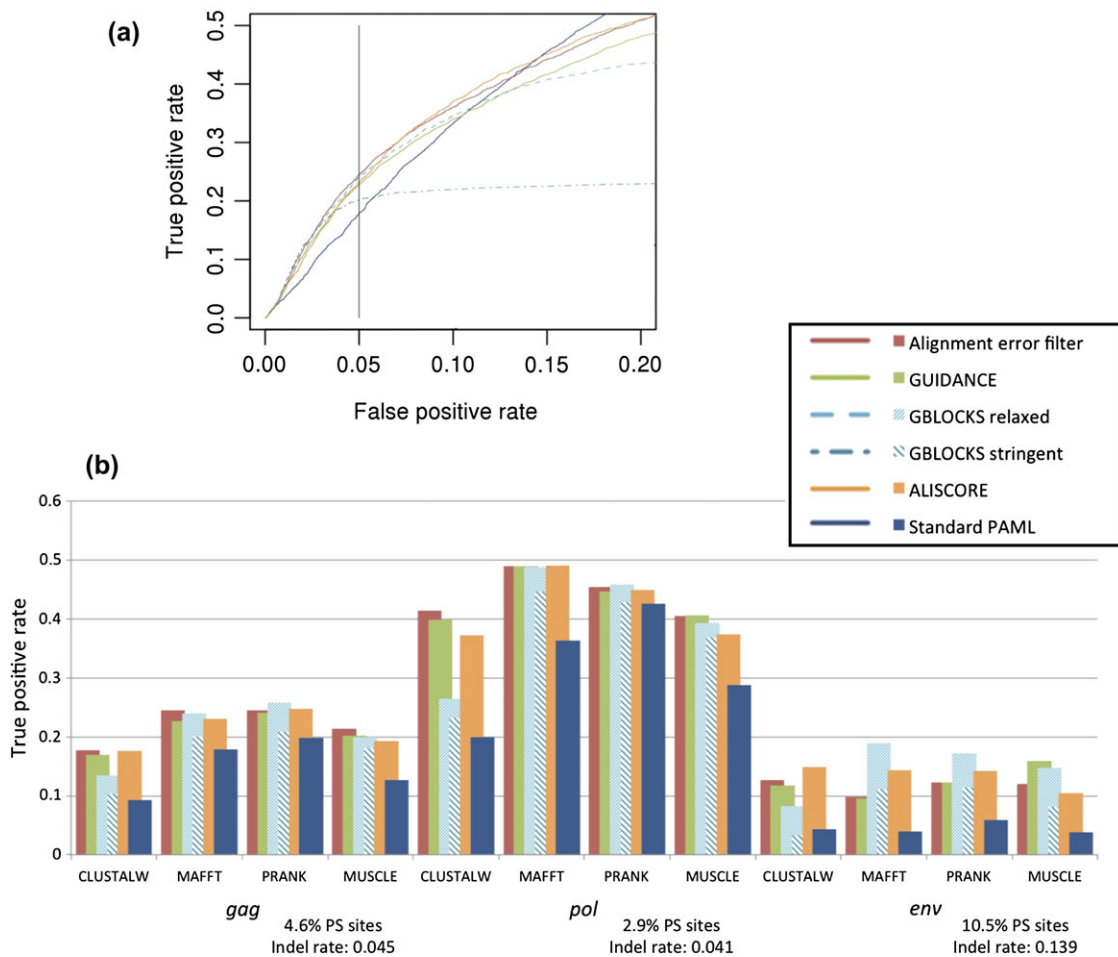 (a)
True positive rate
0.5
0.4
0.3
0.2
0.1
0.0
0.00 0.05 0.10 0.15 0.20
False positive rate
Alignment error filter
GUIDANCE
GBLOCKS relaxed
GBLOCKS stringent
ALISCORE
Standard PAML
(b)
True positive rate
0.6
0.5
0.4
0.3
0.2
0.1
0
CLUSTALW MAFFT PRANK MUSCLE CLUSTALW MAFFT PRANK MUSCLE CLUSTALW MAFFT PRANK MUSCLE
gag pol env
4.6% PS sites 2.9% PS sites 10.5% PS sites
Indel rate: 0.045 Indel rate: 0.041 Indel rate: 0.139